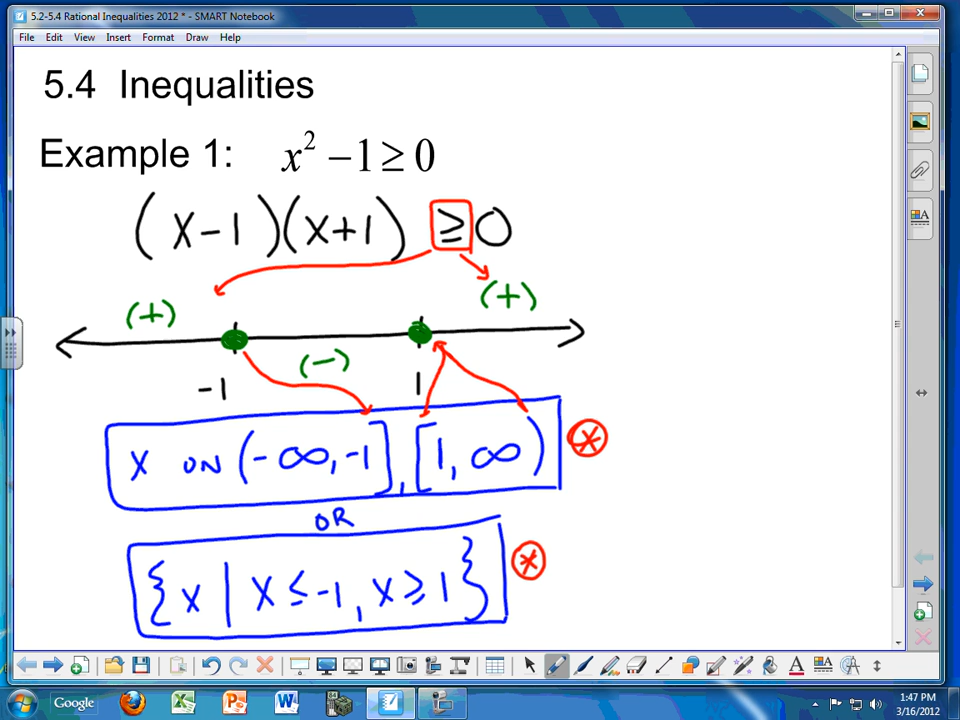 5.2-5.4 Rational Inequalities 2012 * - SMART Notebook
File Edit View Insert Format Draw Help
5.4 Inequalities
Example 1: x² − 1 ≥ 0
(x-1)(x+1) ≥ 0
(+) (+)
(-)
-1 1
x ON (-∞, -1], [1, ∞)
OR
{x | x ≤ -1, x ≥ 1}
Google
1:47 PM
3/16/2012